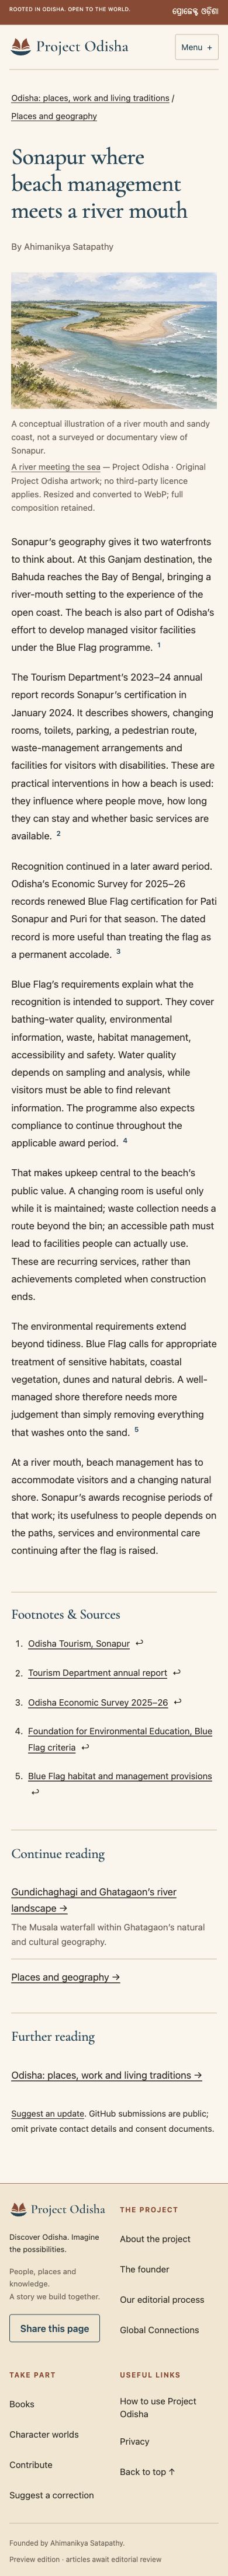 ROOTED IN ODISHA. OPEN TO THE WORLD.
ପ୍ରୋଜେକ୍ଟ ଓଡ଼ିଶା
Project Odisha
Menu +
Odisha: places, work and living traditions /
Places and geography
Sonapur where
beach management
meets a river mouth
By Ahimanikya Satapathy
A conceptual illustration of a river mouth and sandy
coast, not a surveyed or documentary view of
Sonapur.
A river meeting the sea — Project Odisha · Original
Project Odisha artwork; no third-party licence
applies. Resized and converted to WebP; full
composition retained.
Sonapur’s geography gives it two waterfronts
to think about. At this Ganjam destination, the
Bahuda reaches the Bay of Bengal, bringing a
river-mouth setting to the experience of the
open coast. The beach is also part of Odisha’s
effort to develop managed visitor facilities
under the Blue Flag programme. 1
The Tourism Department’s 2023–24 annual
report records Sonapur’s certification in
January 2024. It describes showers, changing
rooms, toilets, parking, a pedestrian route,
waste-management arrangements and
facilities for visitors with disabilities. These are
practical interventions in how a beach is used:
they influence where people move, how long
they can stay and whether basic services are
available. 2
Recognition continued in a later award period.
Odisha’s Economic Survey for 2025–26
records renewed Blue Flag certification for Pati
Sonapur and Puri for that season. The dated
record is more useful than treating the flag as
a permanent accolade. 3
Blue Flag’s requirements explain what the
recognition is intended to support. They cover
bathing-water quality, environmental
information, waste, habitat management,
accessibility and safety. Water quality
depends on sampling and analysis, while
visitors must be able to find relevant
information. The programme also expects
compliance to continue throughout the
applicable award period. 4
That makes upkeep central to the beach’s
public value. A changing room is useful only
while it is maintained; waste collection needs a
route beyond the bin; an accessible path must
lead to facilities people can actually use.
These are recurring services, rather than
achievements completed when construction
ends.
The environmental requirements extend
beyond tidiness. Blue Flag calls for appropriate
treatment of sensitive habitats, coastal
vegetation, dunes and natural debris. A well-
managed shore therefore needs more
judgement than simply removing everything
that washes onto the sand. 5
At a river mouth, beach management has to
accommodate visitors and a changing natural
shore. Sonapur’s awards recognise periods of
that work; its usefulness to people depends on
the paths, services and environmental care
continuing after the flag is raised.
Footnotes & Sources
1. Odisha Tourism, Sonapur ↩
2. Tourism Department annual report ↩
3. Odisha Economic Survey 2025–26 ↩
4. Foundation for Environmental Education, Blue
Flag criteria ↩
5. Blue Flag habitat and management provisions
↩
Continue reading
Gundichaghagi and Ghatagaon’s river
landscape →
The Musala waterfall within Ghatagaon’s natural
and cultural geography.
Places and geography →
Further reading
Odisha: places, work and living traditions →
Suggest an update. GitHub submissions are public;
omit private contact details and consent documents.
Project Odisha
Discover Odisha. Imagine
the possibilities.
People, places and
knowledge.
A story we build together.
Share this page
THE PROJECT
About the project
The founder
Our editorial process
Global Connections
TAKE PART
Books
Character worlds
Contribute
Suggest a correction
USEFUL LINKS
How to use Project
Odisha
Privacy
Back to top ↑
Founded by Ahimanikya Satapathy.
Preview edition · articles await editorial review